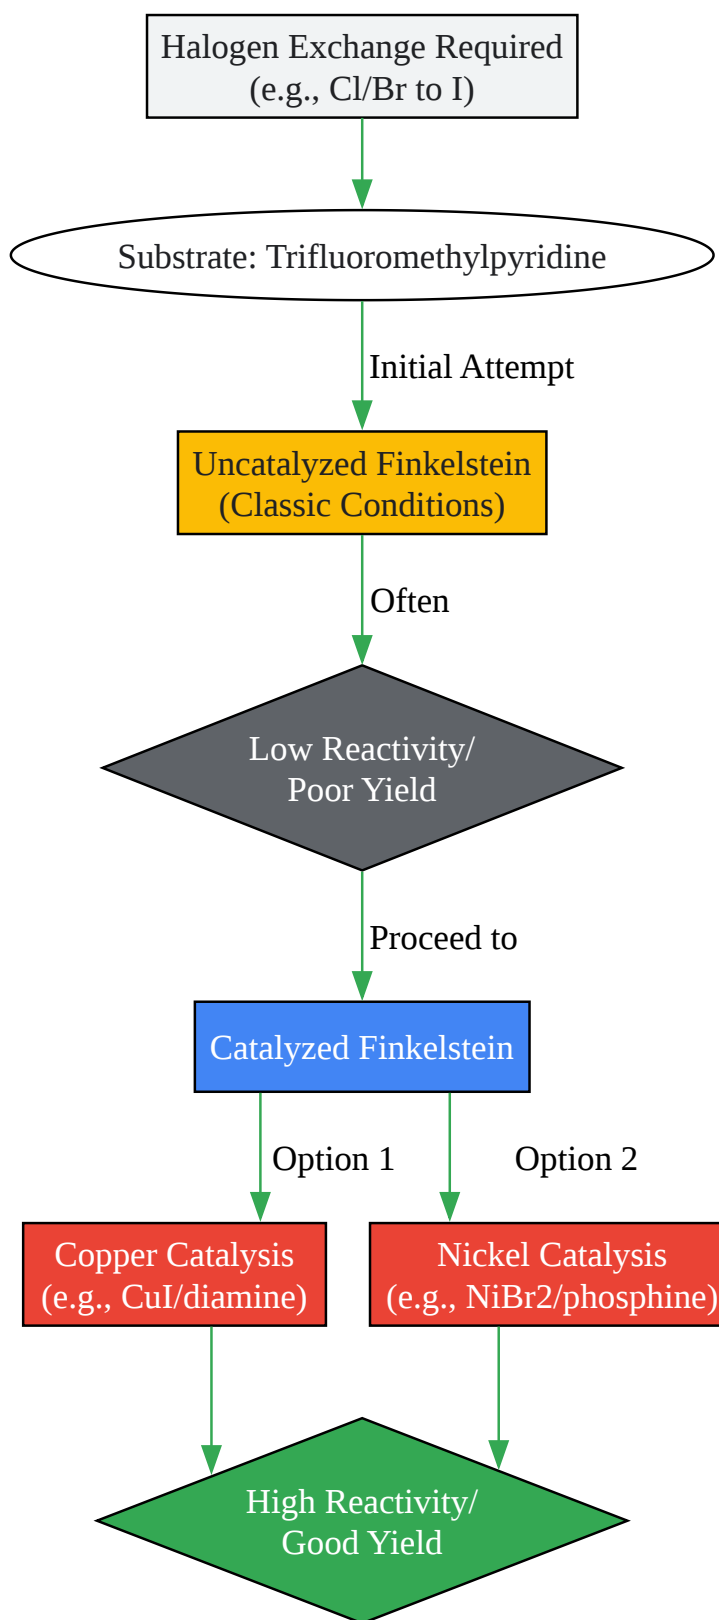 Halogen Exchange Required
(e.g., Cl/Br to I)
Substrate: Trifluoromethylpyridine
Initial Attempt
Uncatalyzed Finkelstein
(Classic Conditions)
Often
Low Reactivity/
Poor Yield
Proceed to
Catalyzed Finkelstein
Option 1
Option 2
Copper Catalysis
(e.g., CuI/diamine)
Nickel Catalysis
(e.g., NiBr2/phosphine)
High Reactivity/
Good Yield